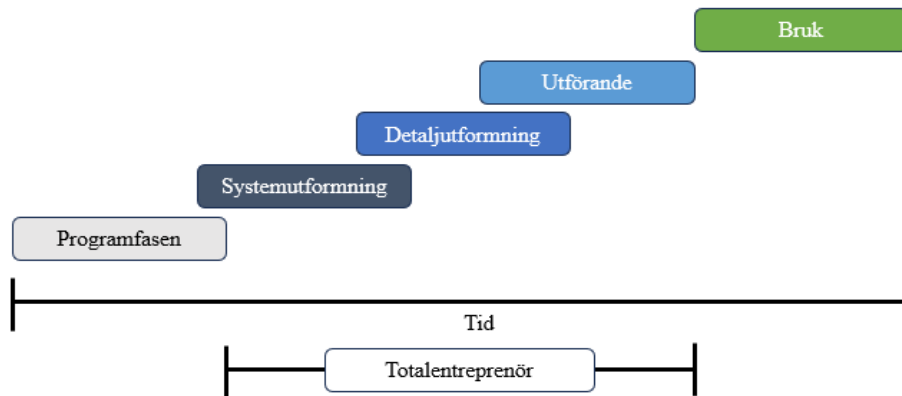 Bruk
Utförande
Detaljutformning
Systemutformning
Programfasen
Tid
Totalentreprenör